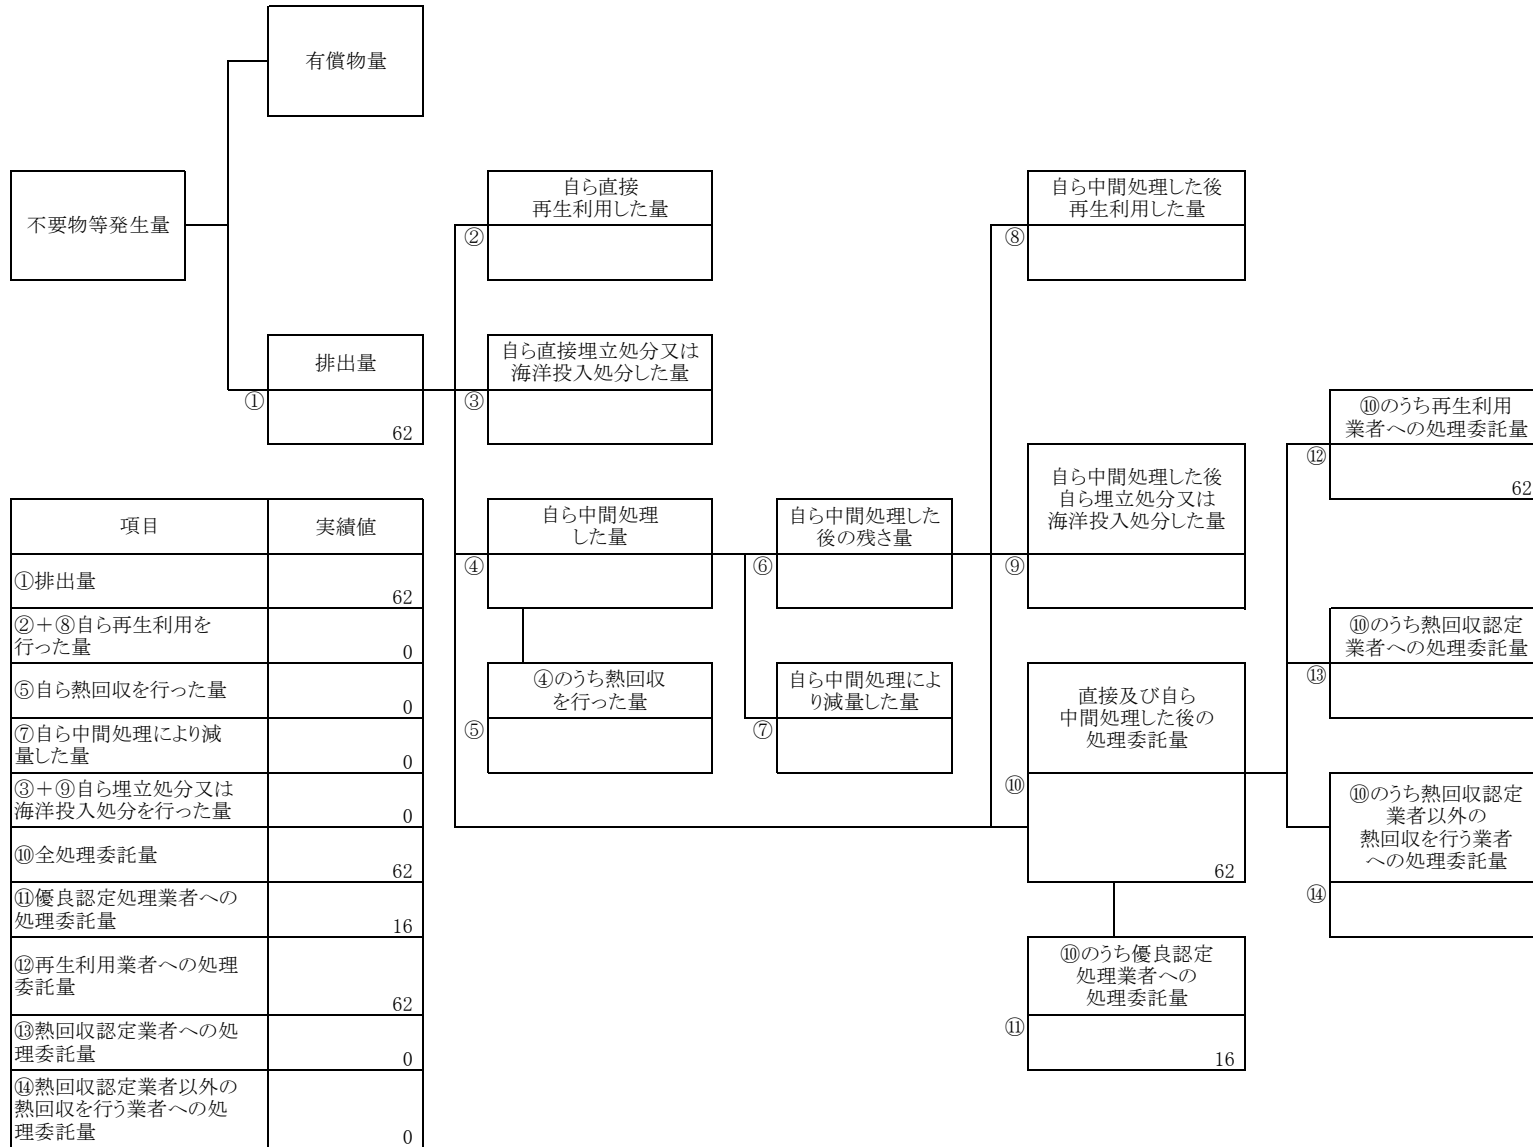 有償物量
不要物等発生量
自ら直接
再生利用した量
②
自ら中間処理した後
再生利用した量
⑧
排出量
①
62
自ら直接埋立処分又は
海洋投入処分した量
③
⑩のうち再生利用
業者への処理委託量
⑫
62
自ら中間処理
した量
④
自ら中間処理した
後の残さ量
⑥
自ら中間処理した後
自ら埋立処分又は
海洋投入処分した量
⑨
⑩のうち熱回収認定
業者への処理委託量
⑬
④のうち熱回収
を行った量
⑤
自ら中間処理によ
り減量した量
⑦
直接及び自ら
中間処理した後の
処理委託量
⑩
62
⑩のうち熱回収認定
業者以外の
熱回収を行う業者
への処理委託量
⑭
⑩のうち優良認定
処理業者への
処理委託量
⑪
16
項目 実績値
①排出量
62
②+⑧自ら再生利用を
行った量
0
⑤自ら熱回収を行った量
0
⑦自ら中間処理により減
量した量
0
③+⑨自ら埋立処分又は
海洋投入処分を行った量
0
⑩全処理委託量
62
⑪優良認定処理業者への
処理委託量
16
⑫再生利用業者への処理
委託量
62
⑬熱回収認定業者への処
理委託量
0
⑭熱回収認定業者以外の
熱回収を行う業者への処
理委託量
0